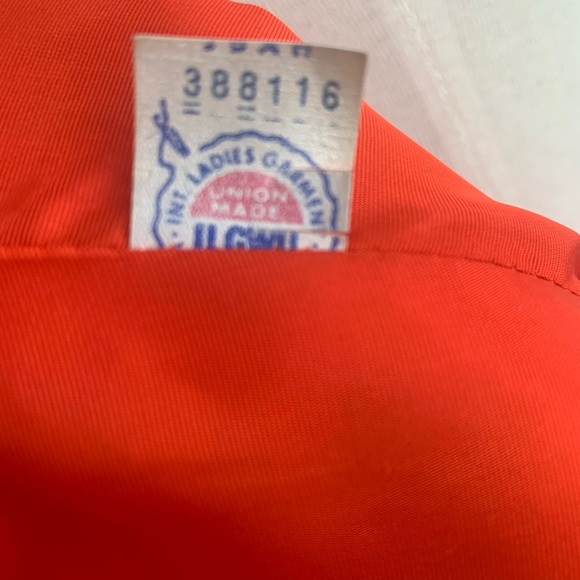 388116
INT. LADIES GARMEN
UNION
MADE
ILGWU